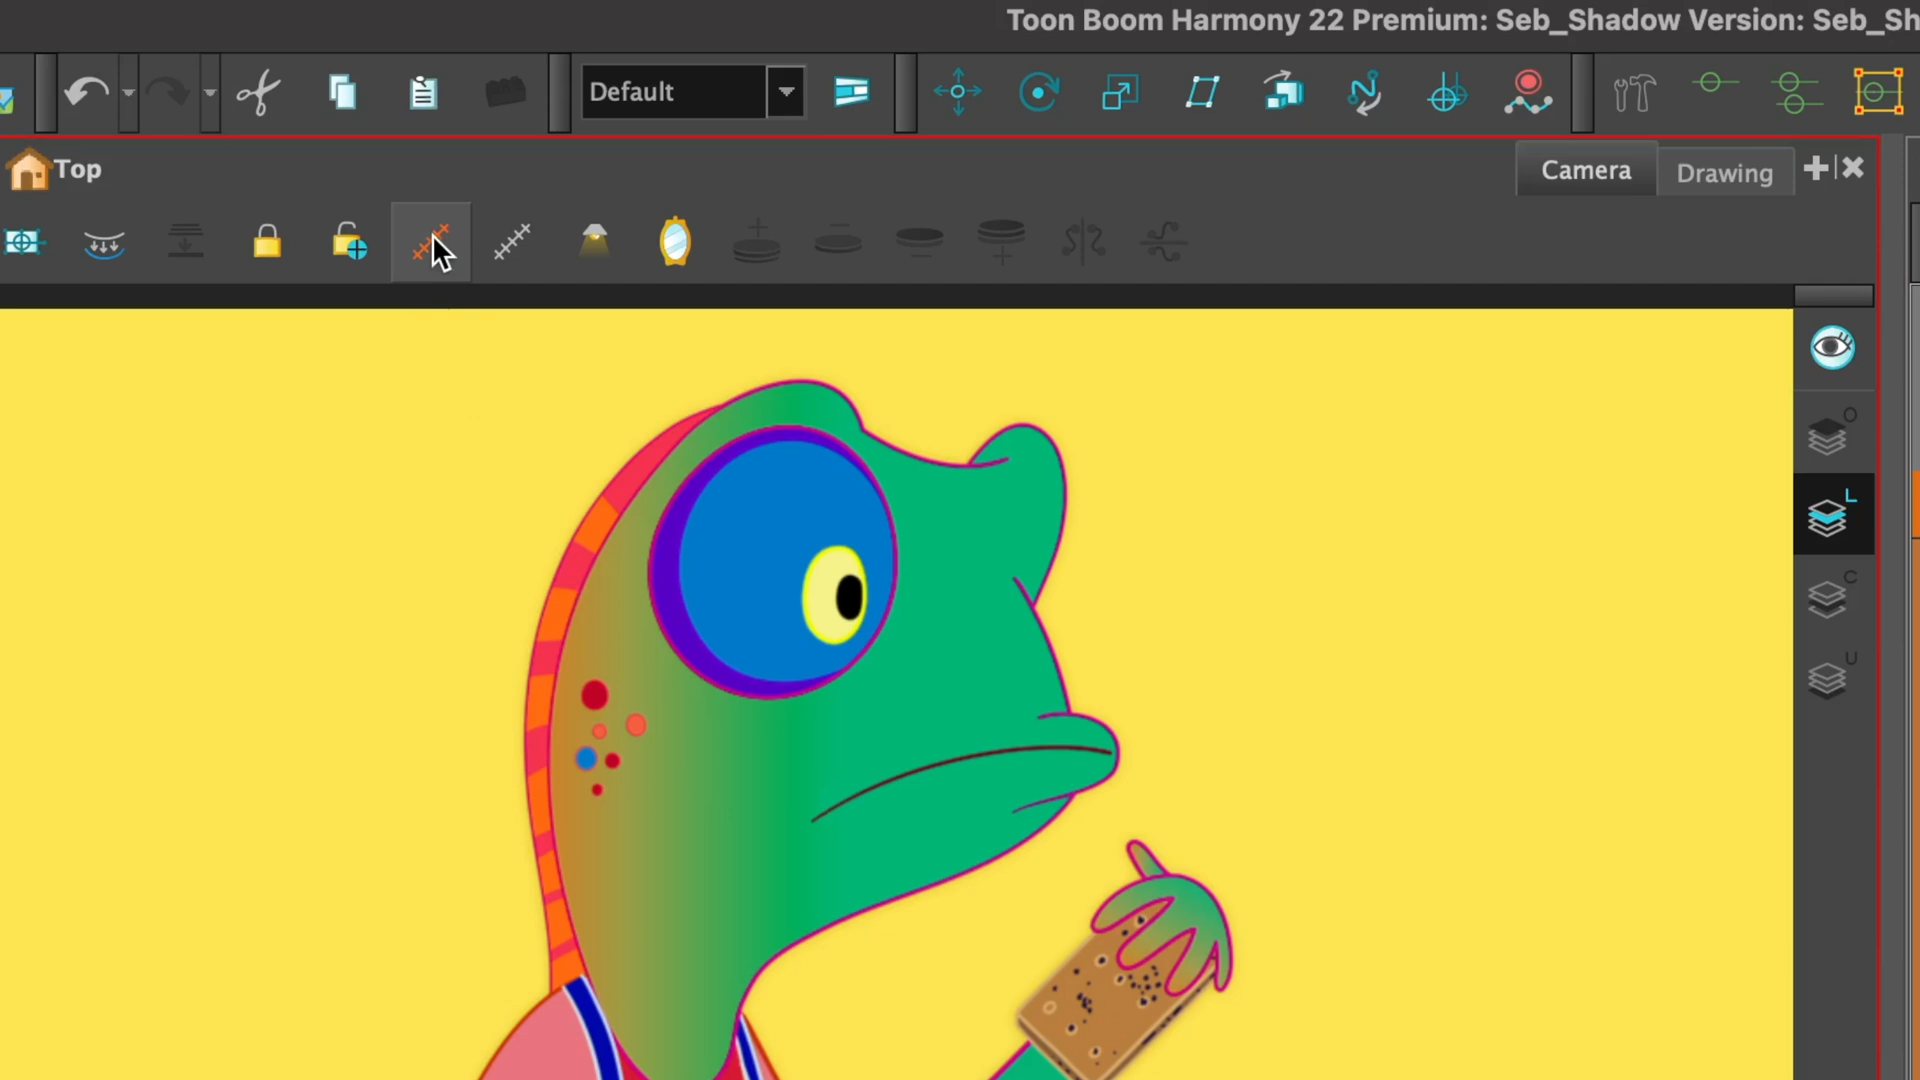 Toon Boom Harmony 22 Premium: Seb_Shadow Version: Seb_Sh
Default
Top
Camera
Drawing
O
L
C
U